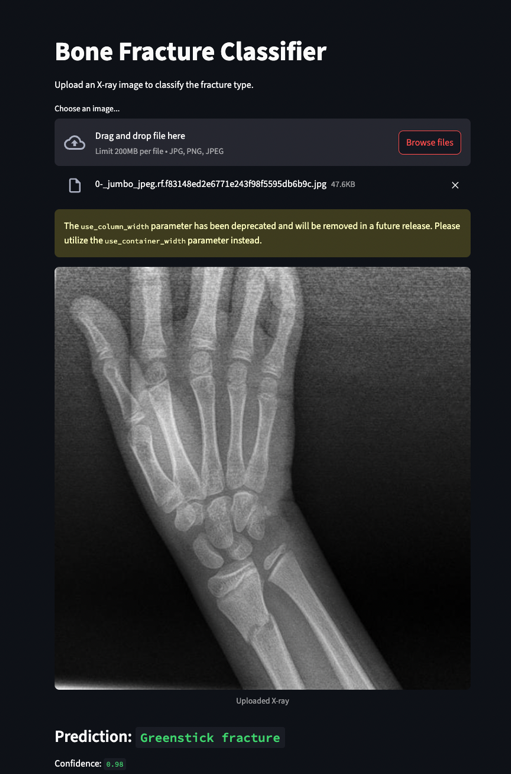 Bone Fracture Classifier
Upload an X-ray image to classify the fracture type.
Choose an image...
Drag and drop file here
Limit 200MB per file • JPG, PNG, JPEG
Browse files
0-_jumbo_jpeg.rf.f83148ed2e6771e243f98f5595db6b9c.jpg 47.6KB
The use_column_width parameter has been deprecated and will be removed in a future release. Please
utilize the use_container_width parameter instead.
Uploaded X-ray
Prediction: Greenstick fracture
Confidence: 0.98